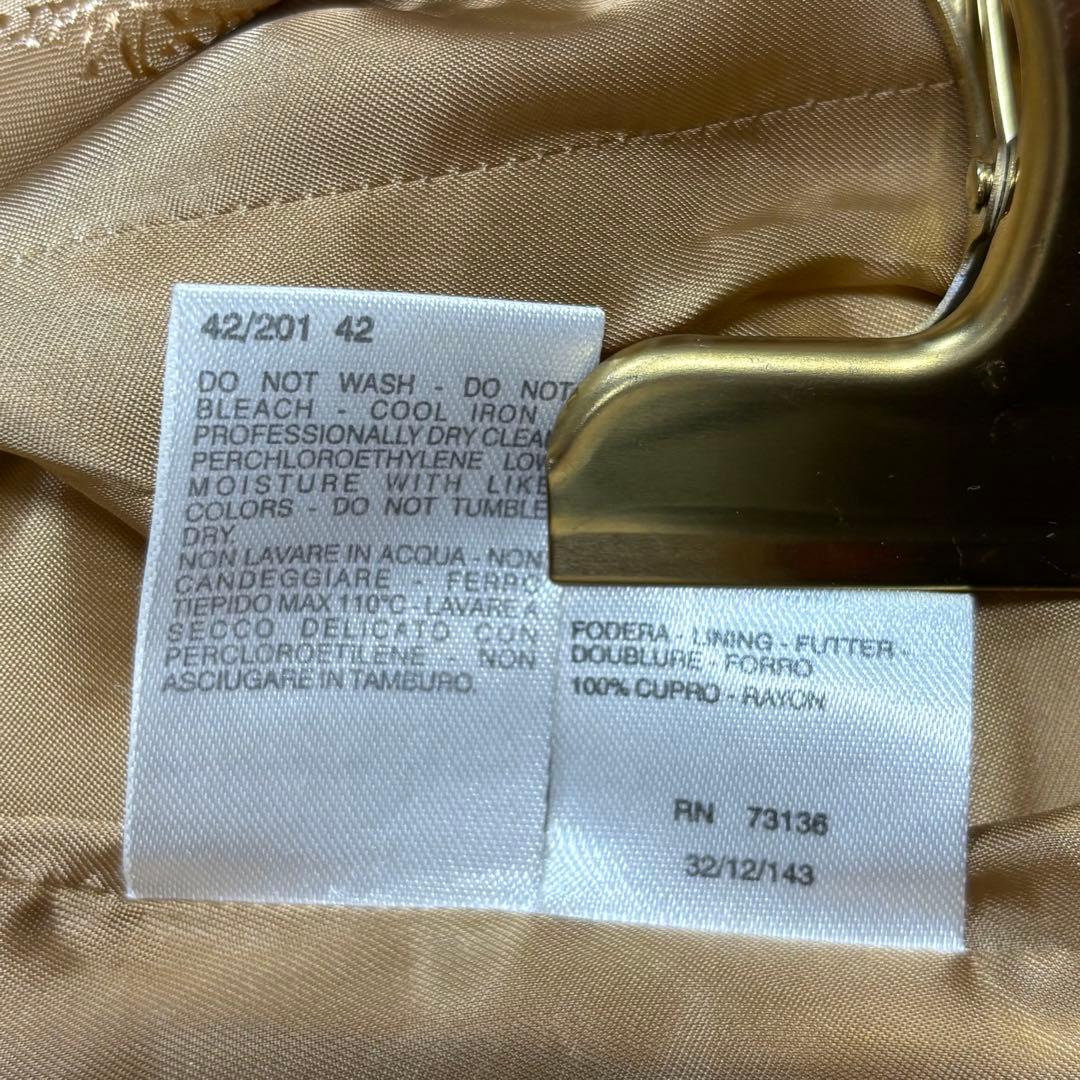 42/201 42
DO NOT WASH - DO NOT
BLEACH - COOL IRON
PROFESSIONALLY DRY CLEA
PERCHLOROETHYLENE LOW
MOISTURE WITH LIKE
COLORS - DO NOT TUMBLE
DRY.
NON LAVARE IN ACQUA - NON
CANDEGGIARE - FERRO
TIEPIDO MAX 110°C - LAVARE A
SECCO DELICATO CON
PERCLOROETILENE - NON
ASCIUGARE IN TAMBURO.
FODERA - LINING - FUTTER -
DOUBLURE - FORRO
100% CUPRO - RAYON
RN 73136
32/12/143